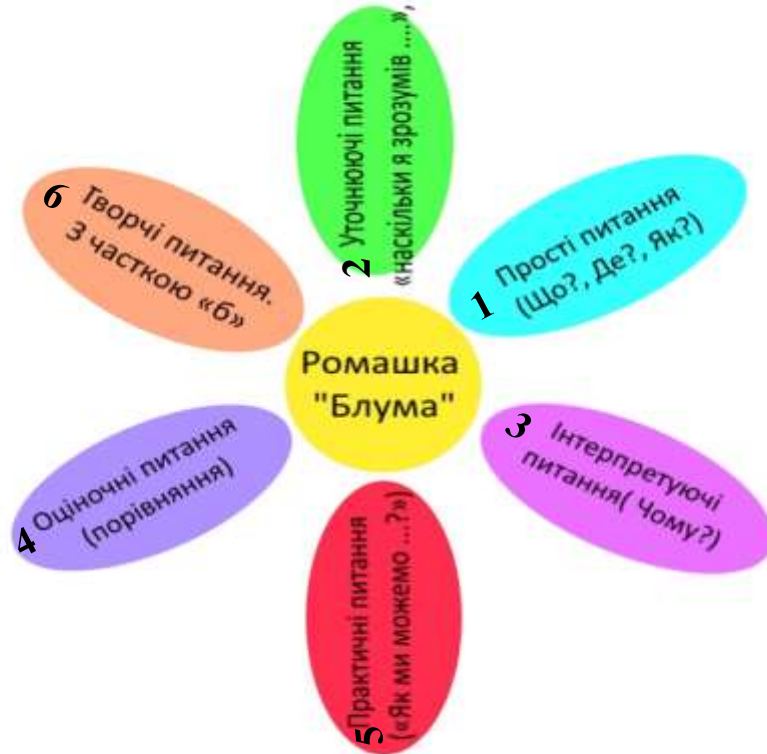 Ромашка
"Блума"
1 Прості питання
(Що?, Де?, Як?)
2 Уточнюючі питання
«наскільки я зрозумів ....»,
3 Інтерпретуючі
питання( Чому?)
4 Оціночні питання
(порівняння)
5 Практичні питання
(«Як ми можемо ...?»)
6 Творчі питання.
З часткою «б»